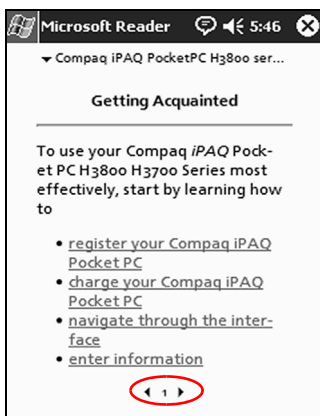 Microsoft Reader 5:46
Compaq iPAQ PocketPC H3800 ser...
Getting Acquainted
To use your Compaq iPAQ Pock-
et PC H3800 H3700 Series most
effectively, start by learning how
to
• register your Compaq iPAQ
Pocket PC
• charge your Compaq iPAQ
Pocket PC
• navigate through the inter-
face
• enter information
1